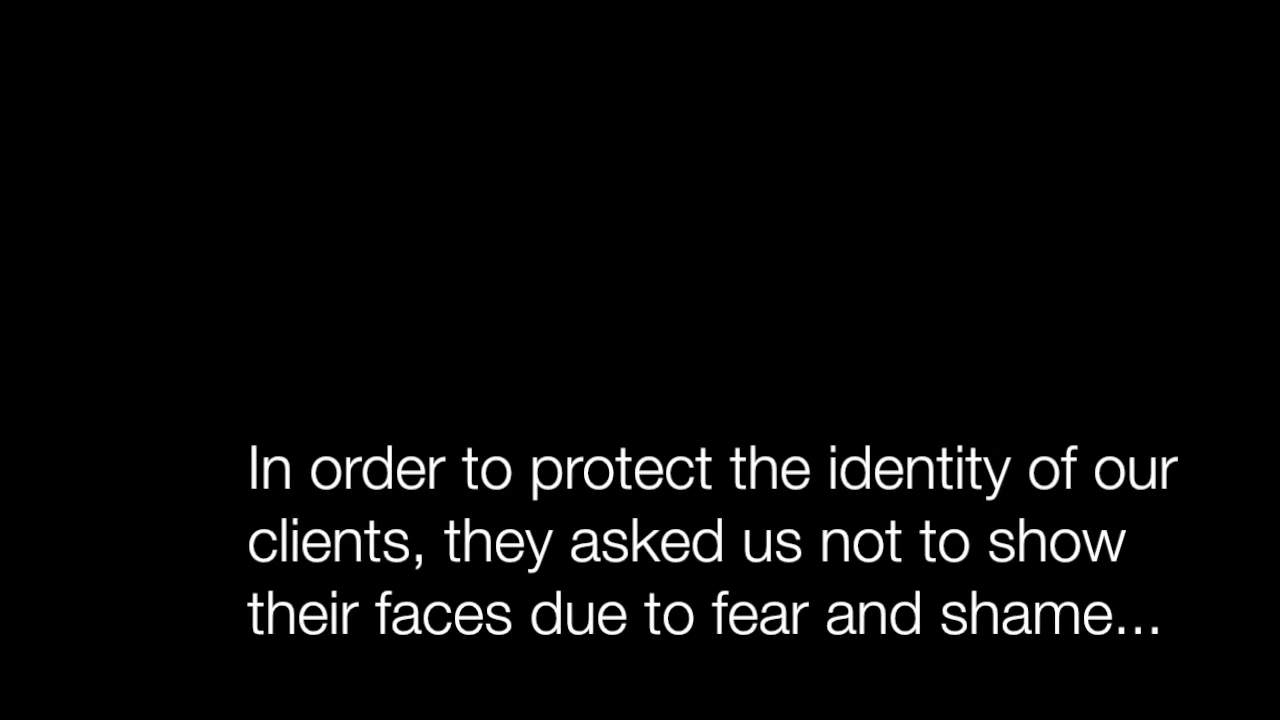 In order to protect the identity of our
clients, they asked us not to show
their faces due to fear and shame...